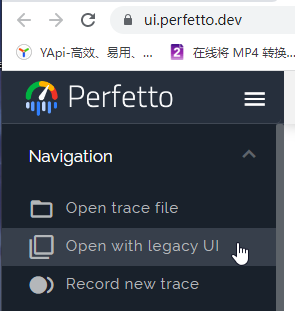 ui.perfetto.dev
YApi-高效、易用、... 在线将 MP4 转换
Perfetto
Navigation
Open trace file
Open with legacy UI
Record new trace